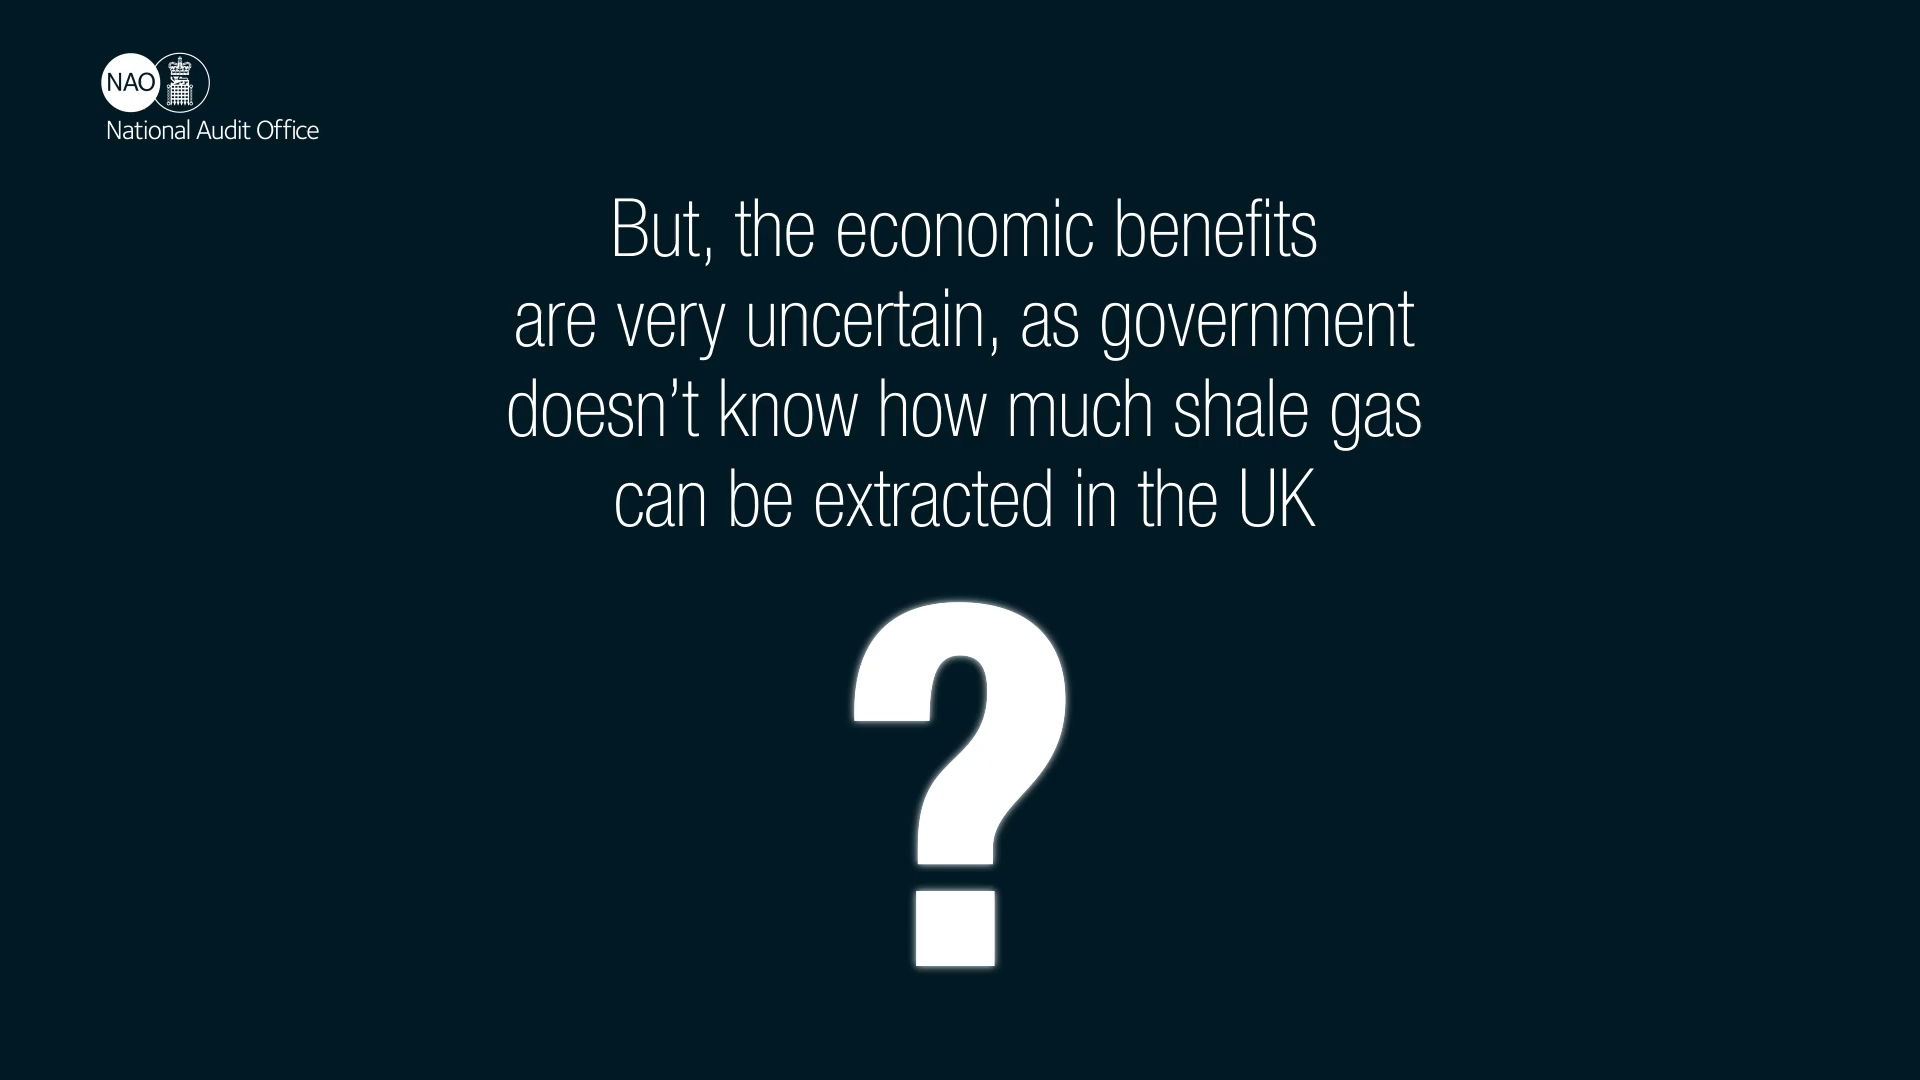 NAO
National Audit Office
But, the economic benefits
are very uncertain, as government
doesn’t know how much shale gas
can be extracted in the UK
?